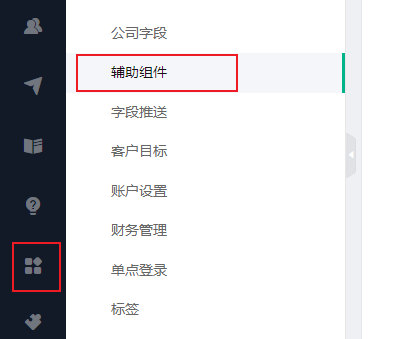 公司字段
辅助组件
字段推送
客户目标
账户设置
财务管理
单点登录
标签